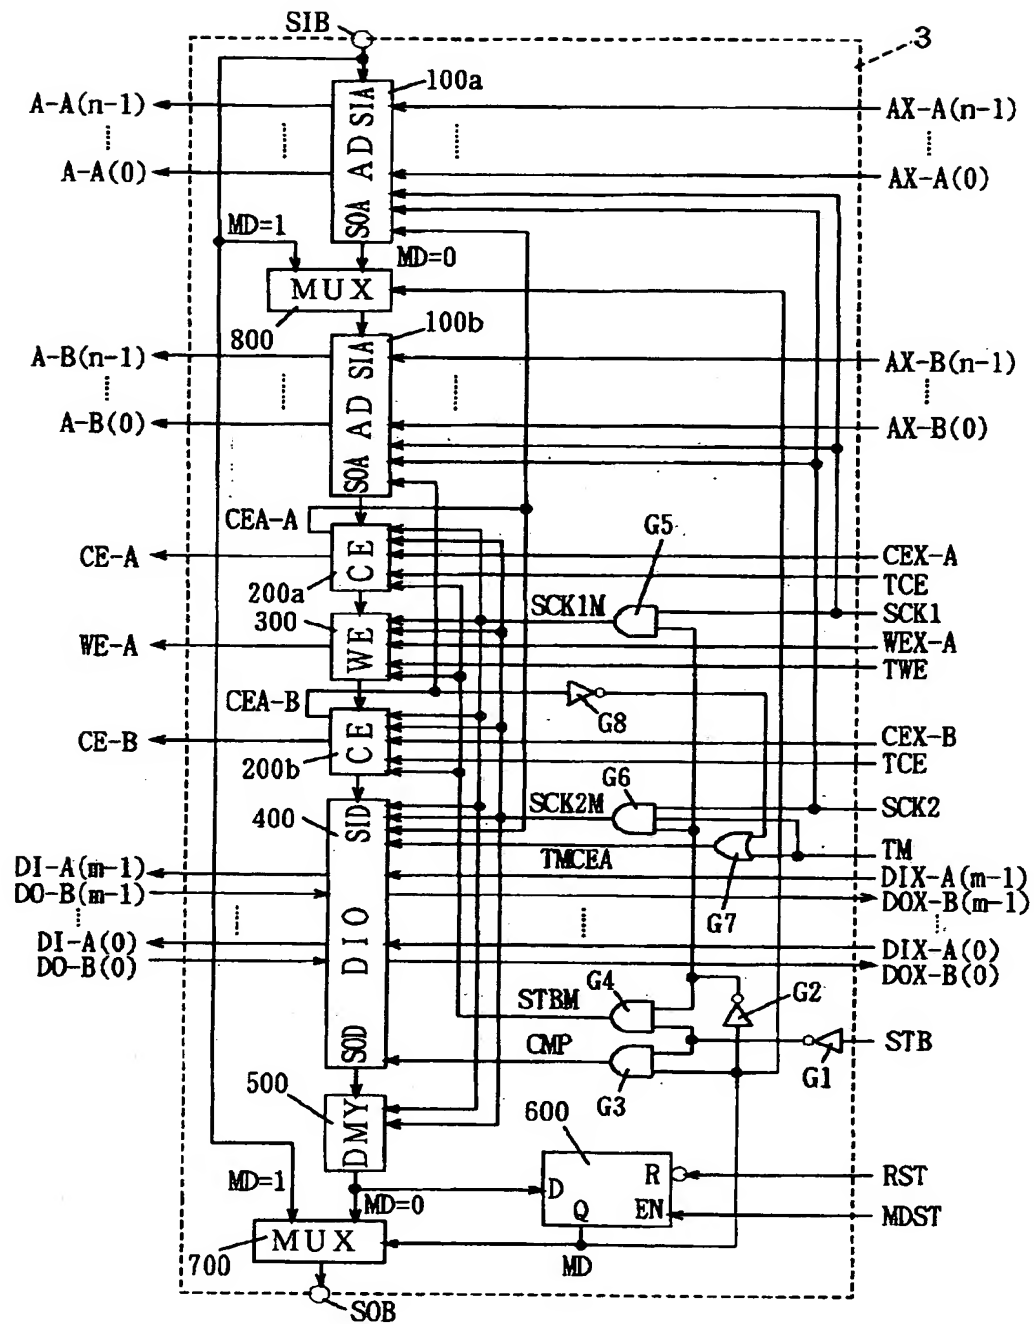 SIB
3
100a
A-A(n-1)
AX-A(n-1)
A-A(0)
AX-A(0)
SIA
AD
SOA
MD=1
MD=0
MUX
800
100b
A-B(n-1)
AX-B(n-1)
A-B(0)
AX-B(0)
SIA
AD
SOA
CEA-A
G5
CE-A
CE
CEX-A
200a
TCE
300
SCK1M
SCK1
WE-A
WE
WEX-A
TWE
CEA-B
G8
CE-B
CE
CEX-B
200b
TCE
G6
400
SID
SCK2M
SCK2
TMCEA
TM
DI-A(m-1)
DIX-A(m-1)
DO-B(m-1)
G7
DOX-B(m-1)
DIO
DI-A(0)
DIX-A(0)
DO-B(0)
DOX-B(0)
G4
G2
STBM
SOD
CMP
G1
STB
500
G3
DMY
600
R
RST
MD=1
MD=0
D
Q
EN
MDST
MUX
700
MD
SOB